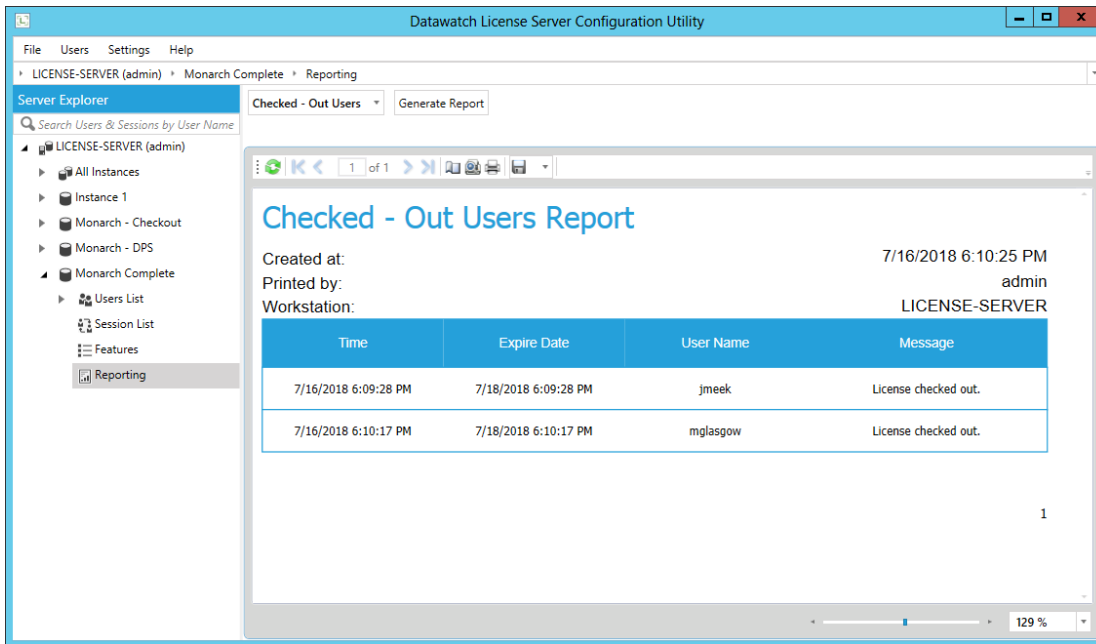 Datawatch License Server Configuration Utility
File Users Settings Help
LICENSE-SERVER (admin) Monarch Complete Reporting
Server Explorer
Search Users & Sessions by User Name
LICENSE-SERVER (admin)
All Instances
Instance 1
Monarch - Checkout
Monarch - DPS
Monarch Complete
Users List
Session List
Features
Reporting
Checked - Out Users Generate Report
1 of 1
Checked - Out Users Report
Created at: 7/16/2018 6:10:25 PM
Printed by: admin
Workstation: LICENSE-SERVER
Time Expire Date User Name Message
7/16/2018 6:09:28 PM 7/18/2018 6:09:28 PM jmeek License checked out.
7/16/2018 6:10:17 PM 7/18/2018 6:10:17 PM mglasgow License checked out.
1
129 %